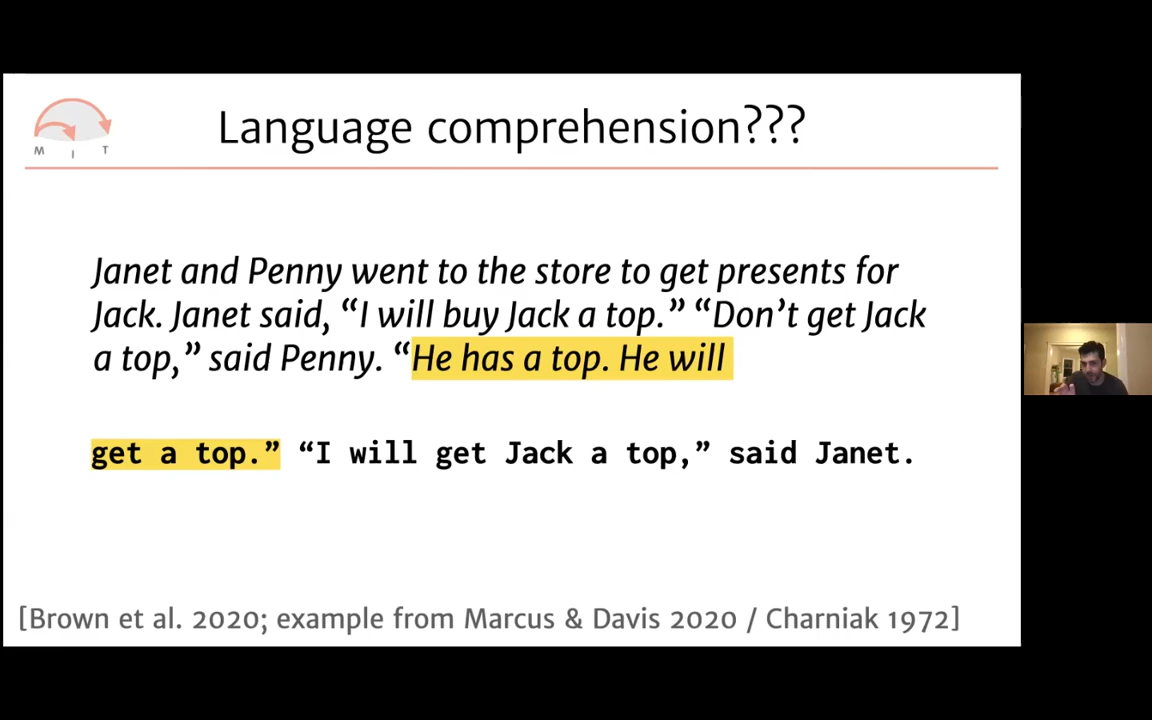 Language comprehension???
M I T
Janet and Penny went to the store to get presents for
Jack. Janet said, “I will buy Jack a top.” “Don’t get Jack
a top,” said Penny. “He has a top. He will
get a top.” “I will get Jack a top,” said Janet.
[Brown et al. 2020; example from Marcus & Davis 2020 / Charniak 1972]